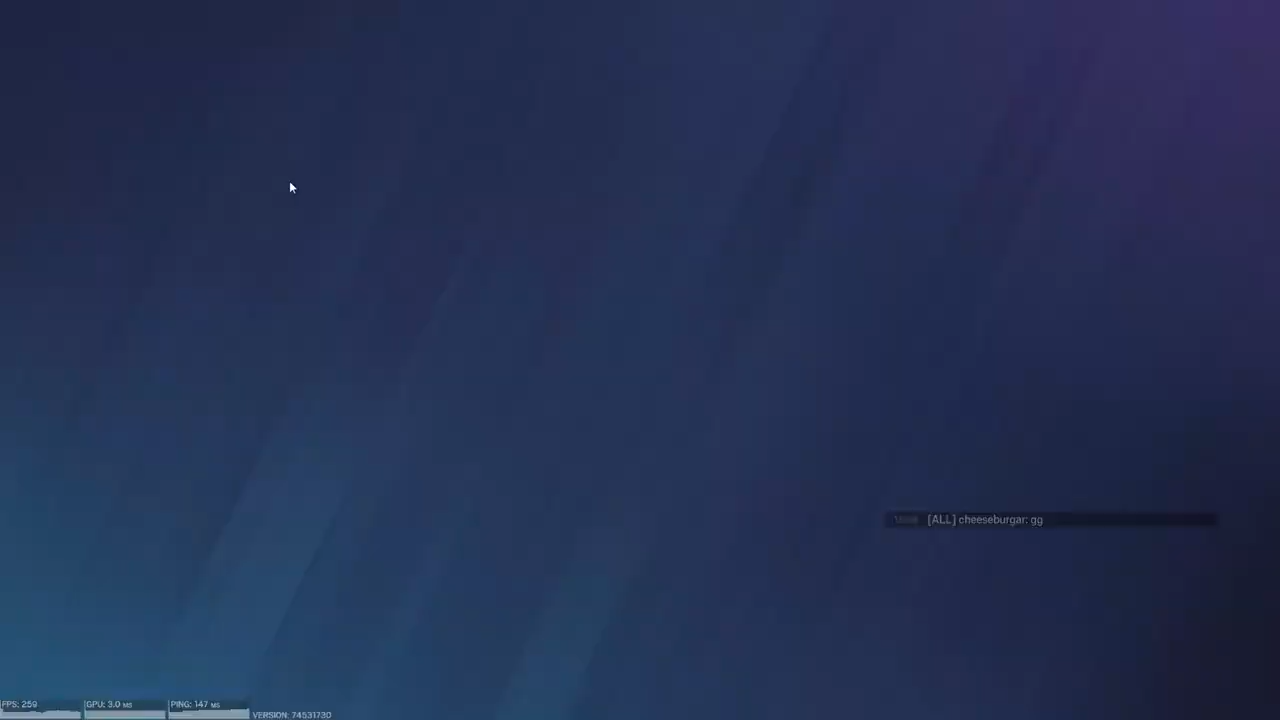 [ALL] cheeseburgar: gg
FPS: 259
GPU: 3.0 MS
PING: 147 MS
VERSION: 74531730